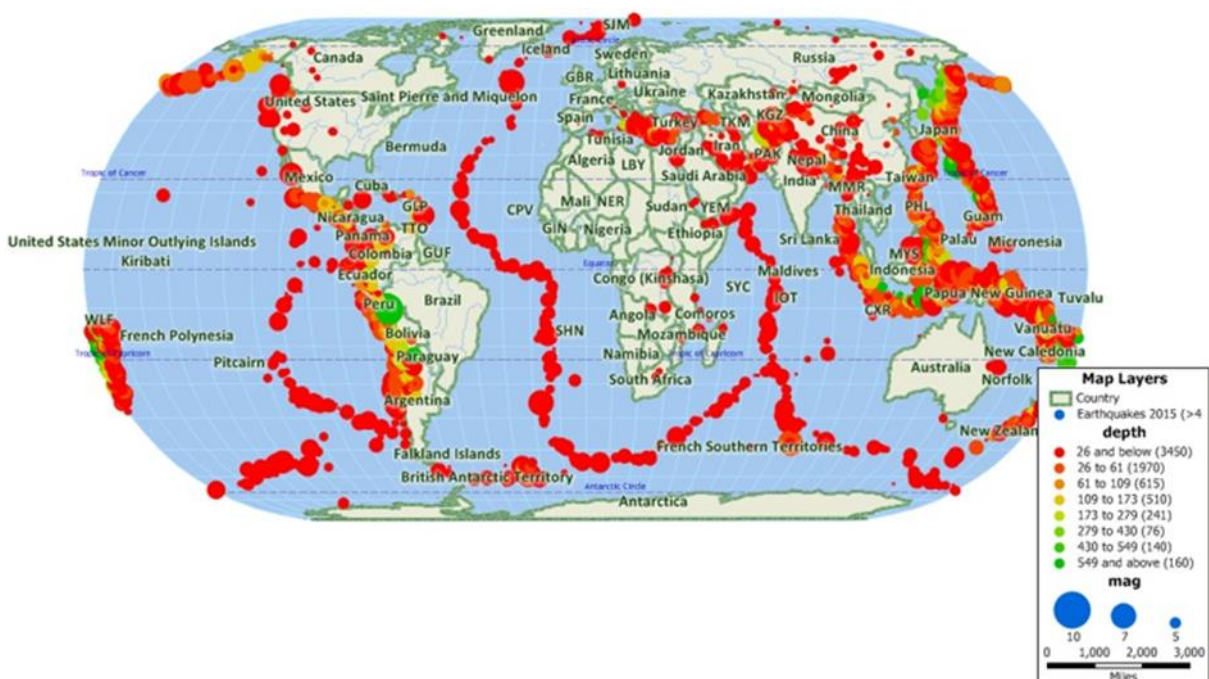 SJM
Greenland
Iceland
Sweden
Canada
Russia
Lithuania
GBR
Ukraine
Kazakhstan
Mongolia
France
United States
Saint Pierre and Miquelon
Spain
Turkey
TKM
KGZ
China
Japan
Tunisia
Bermuda
Jordan
Iran
PAK
Nepal
Algeria
LBY
Tropic of Cancer
Mexico
Saudi Arabia
India
Taiwan
MMR
Cuba
GLP
CPV
Mali
NER
Sudan
YEM
Thailand
PHL
Guam
Nicaragua
TTO
GIN
Nigeria
Ethiopia
Sri Lanka
Palau
Micronesia
United States Minor Outlying Islands
Panama
Colombia
GUF
MYS
Kiribati
Ecuador
Congo (Kinshasa)
Maldives
Indonesia
SYC
Peru
Brazil
IOT
Papua New Guinea
Tuvalu
CXR
WLF
French Polynesia
Bolivia
SHN
Angola
Comoros
Mozambique
Vanuatu
Pitcairn
Paraguay
Namibia
Tropic of Capricorn
New Caledonia
South Africa
Australia
Norfolk
Argentina
New Zealan
Falkland Islands
French Southern Territories
British Antarctic Territory
Antarctic Circle
Antarctica
Map Layers
Country
Earthquakes 2015 (>4
depth
26 and below (3450)
26 to 61 (1970)
61 to 109 (615)
109 to 173 (510)
173 to 279 (241)
279 to 430 (76)
430 to 549 (140)
549 and above (160)
mag
10 7 5
0 1,000 2,000 3,000
Miles